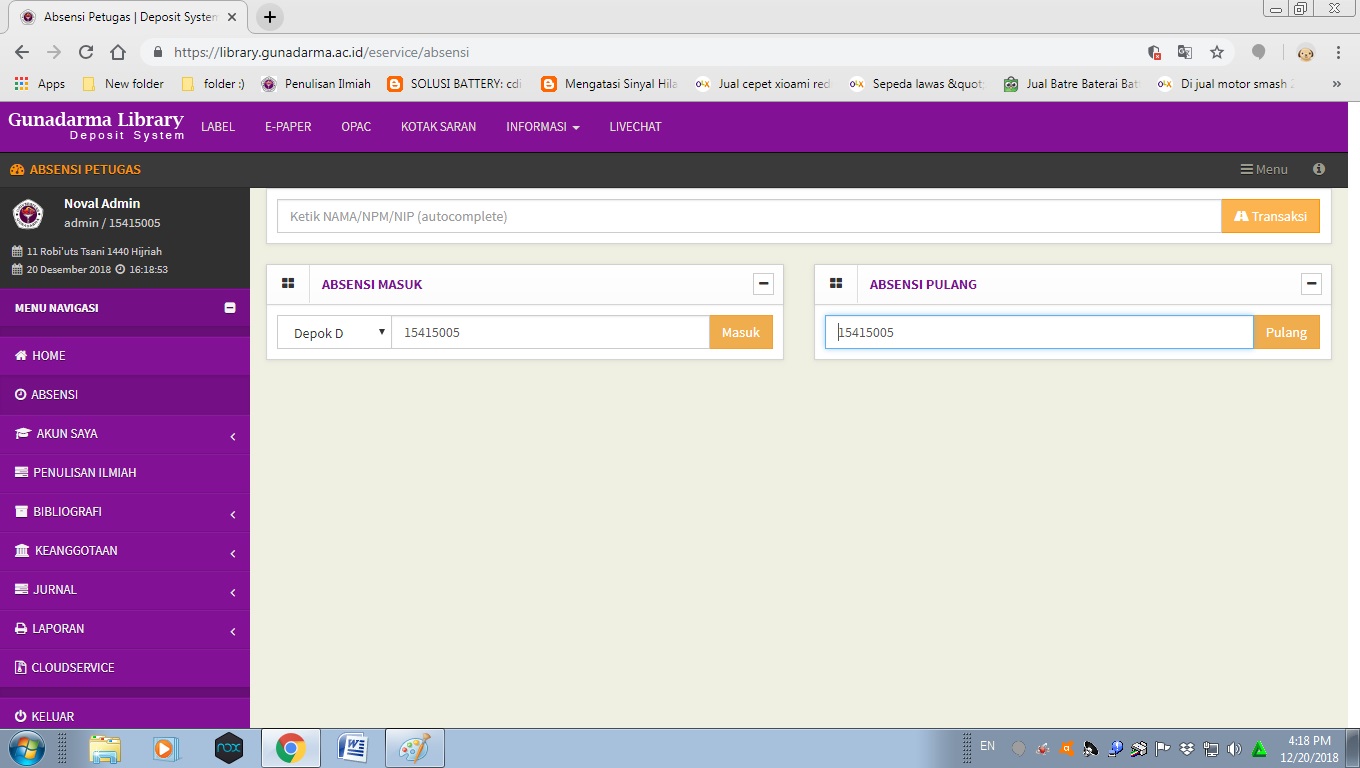 Absensi Petugas | Deposit System
https://library.gunadarma.ac.id/eservice/absensi
Apps New folder folder :) Penulisan Ilmiah SOLUSI BATTERY: cdi Mengatasi Sinyal Hila Jual cepet xioami red Sepeda lawas &quot; Jual Batre Baterai Bat Di jual motor smash 2 »
Gunadarma Library
Deposit System
LABEL E-PAPER OPAC KOTAK SARAN INFORMASI LIVECHAT
ABSENSI PETUGAS Menu
Noval Admin
admin / 15415005
11 Robi'uts Tsani 1440 Hijriah
20 Desember 2018 16:18:53
MENU NAVIGASI
HOME
ABSENSI
AKUN SAYA
PENULISAN ILMIAH
BIBLIOGRAFI
KEANGGOTAAN
JURNAL
LAPORAN
CLOUDSERVICE
KELUAR
Ketik NAMA/NPM/NIP (autocomplete) Transaksi
ABSENSI MASUK
Depok D 15415005 Masuk
ABSENSI PULANG
15415005 Pulang
nox
EN
4:18 PM
12/20/2018